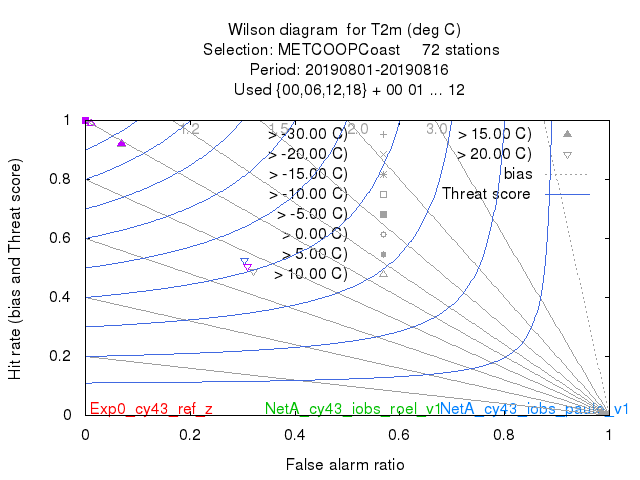 Wilson diagram for T2m (deg C)
Selection: METCOOPCoast 72 stations
Period: 20190801-20190816
Used {00,06,12,18} + 00 01 ... 12
Hit rate (bias and Threat score)
1
0.8
0.6
0.4
0.2
0
1.2
1.5
2.0
3.0
> -30.00 C)
> -20.00 C)
> -15.00 C)
> -10.00 C)
> -5.00 C)
> 0.00 C)
> 5.00 C)
> 10.00 C)
> 15.00 C)
> 20.00 C)
bias
Threat score
Exp0_cy43_ref_z
NetA_cy43_iobs_roel_v1
NetA_cy43_iobs_paulo_v1
0
0.2
0.4
0.6
0.8
1
False alarm ratio